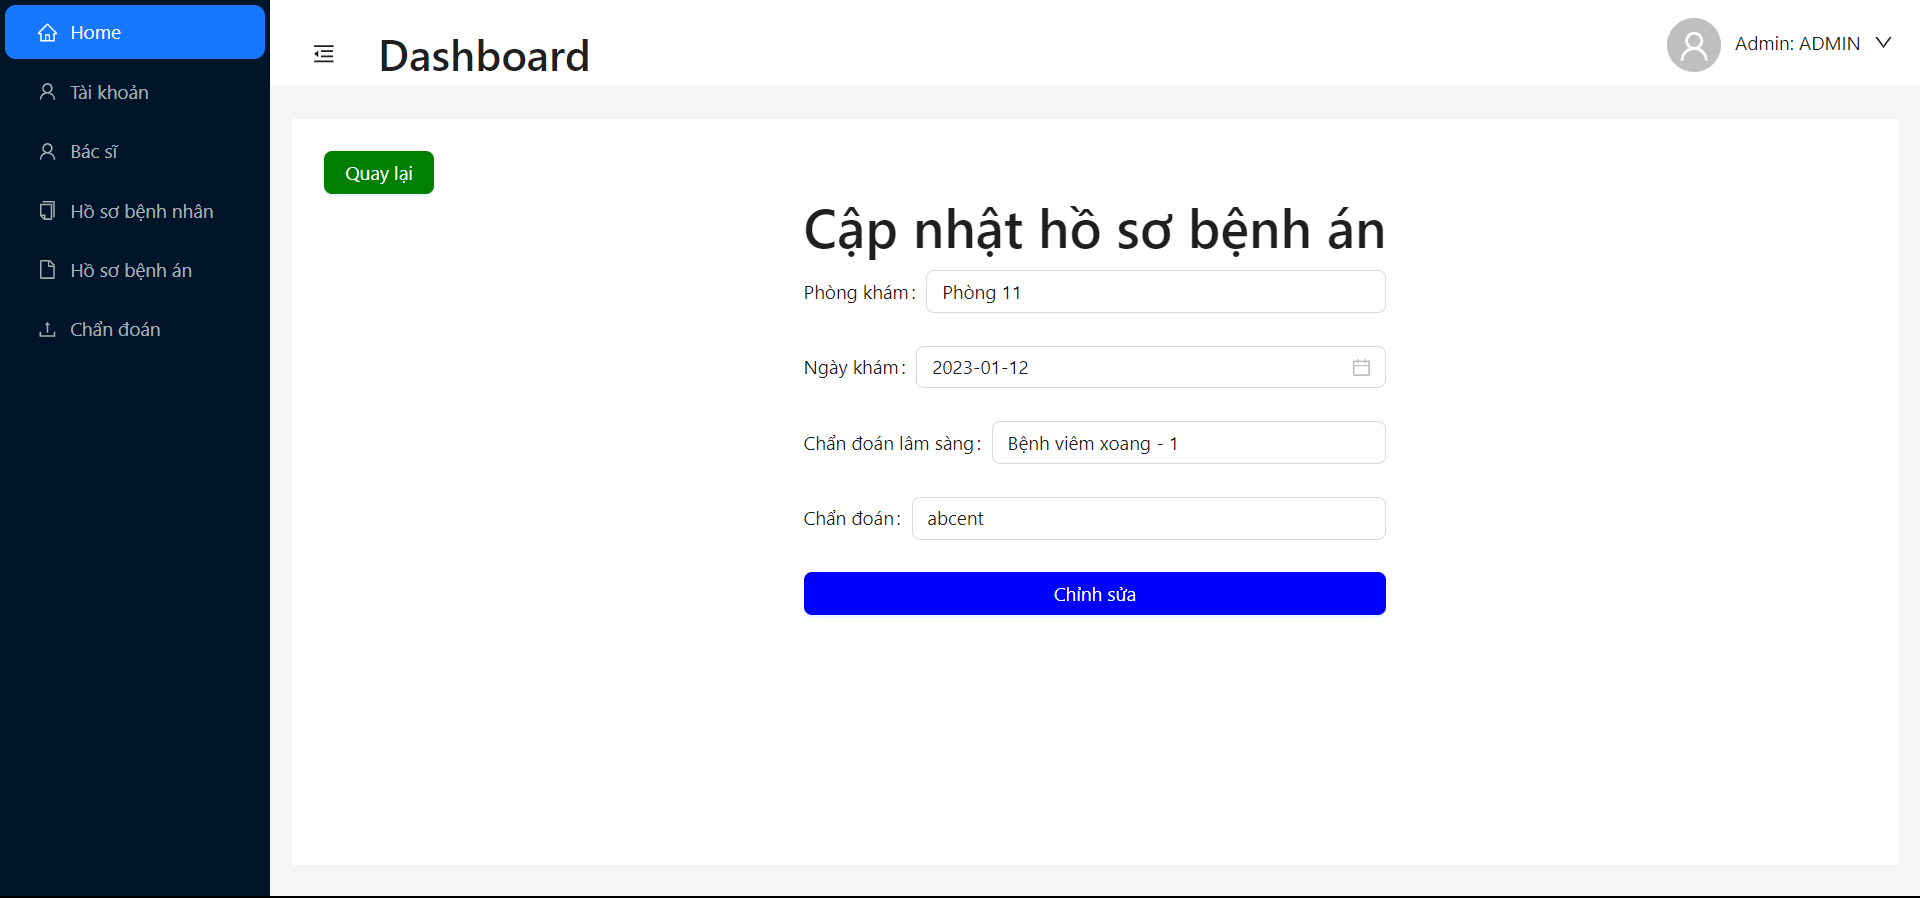 Home
Tài khoản
Bác sĩ
Hồ sơ bệnh nhân
Hồ sơ bệnh án
Chẩn đoán
Dashboard
Admin: ADMIN
Quay lại
Cập nhật hồ sơ bệnh án
Phòng khám: Phòng 11
Ngày khám: 2023-01-12
Chẩn đoán lâm sàng: Bệnh viêm xoang - 1
Chẩn đoán: abcent
Chỉnh sửa